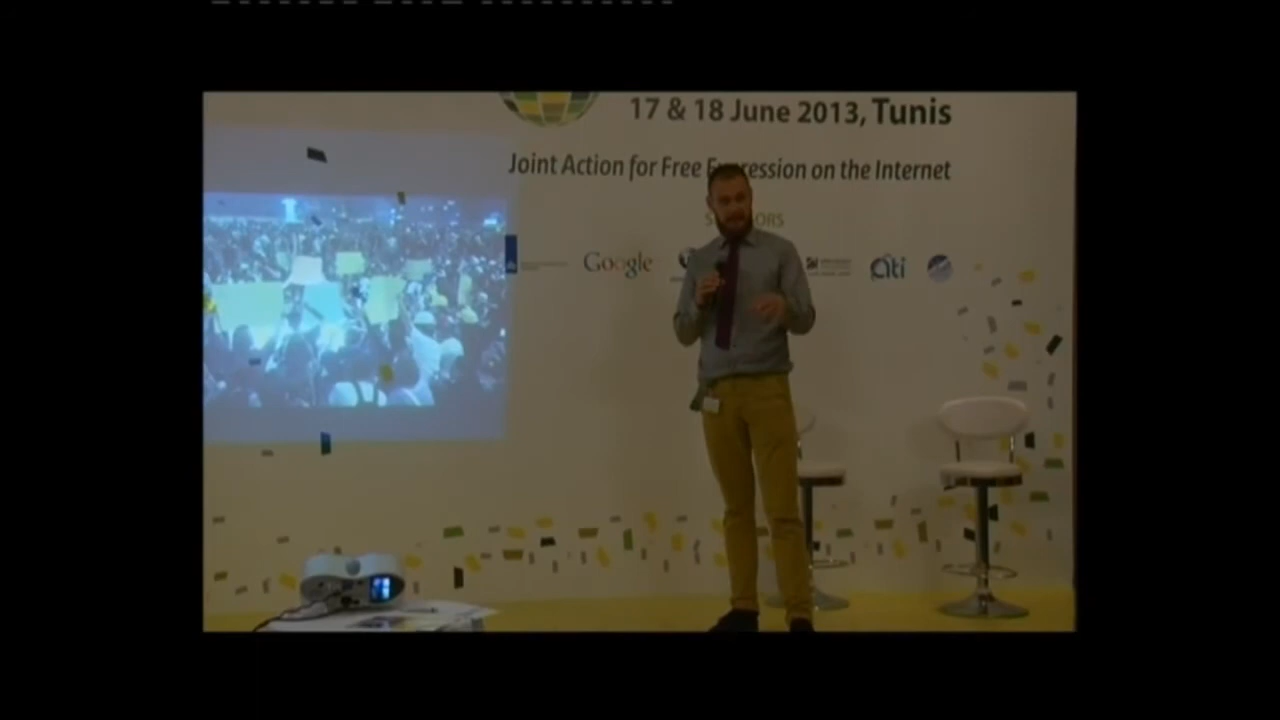 17 & 18 June 2013, Tunis
Joint Action for Free Expression on the Internet
Google
ati